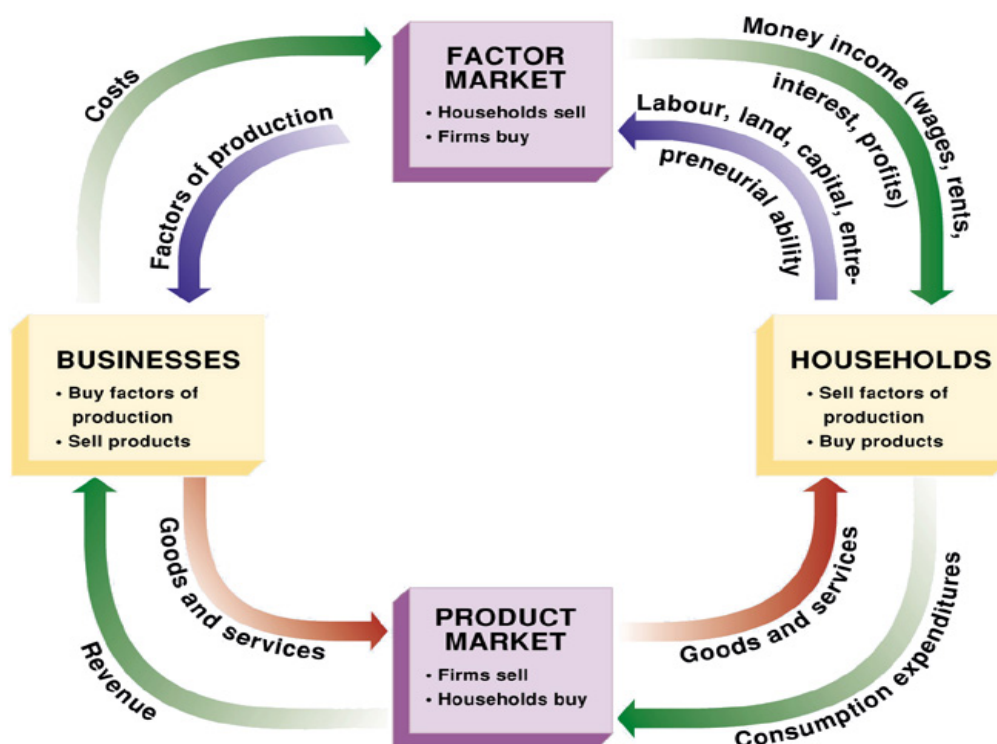 FACTOR
MARKET
• Households sell
• Firms buy
Costs
Factors of production
Money income (wages, rents,
interest, profits)
Labour, land, capital, entre-
preneurial ability
BUSINESSES
• Buy factors of
production
• Sell products
HOUSEHOLDS
• Sell factors of
production
• Buy products
Goods and services
Revenue
PRODUCT
MARKET
• Firms sell
• Households buy
Goods and services
Consumption expenditures